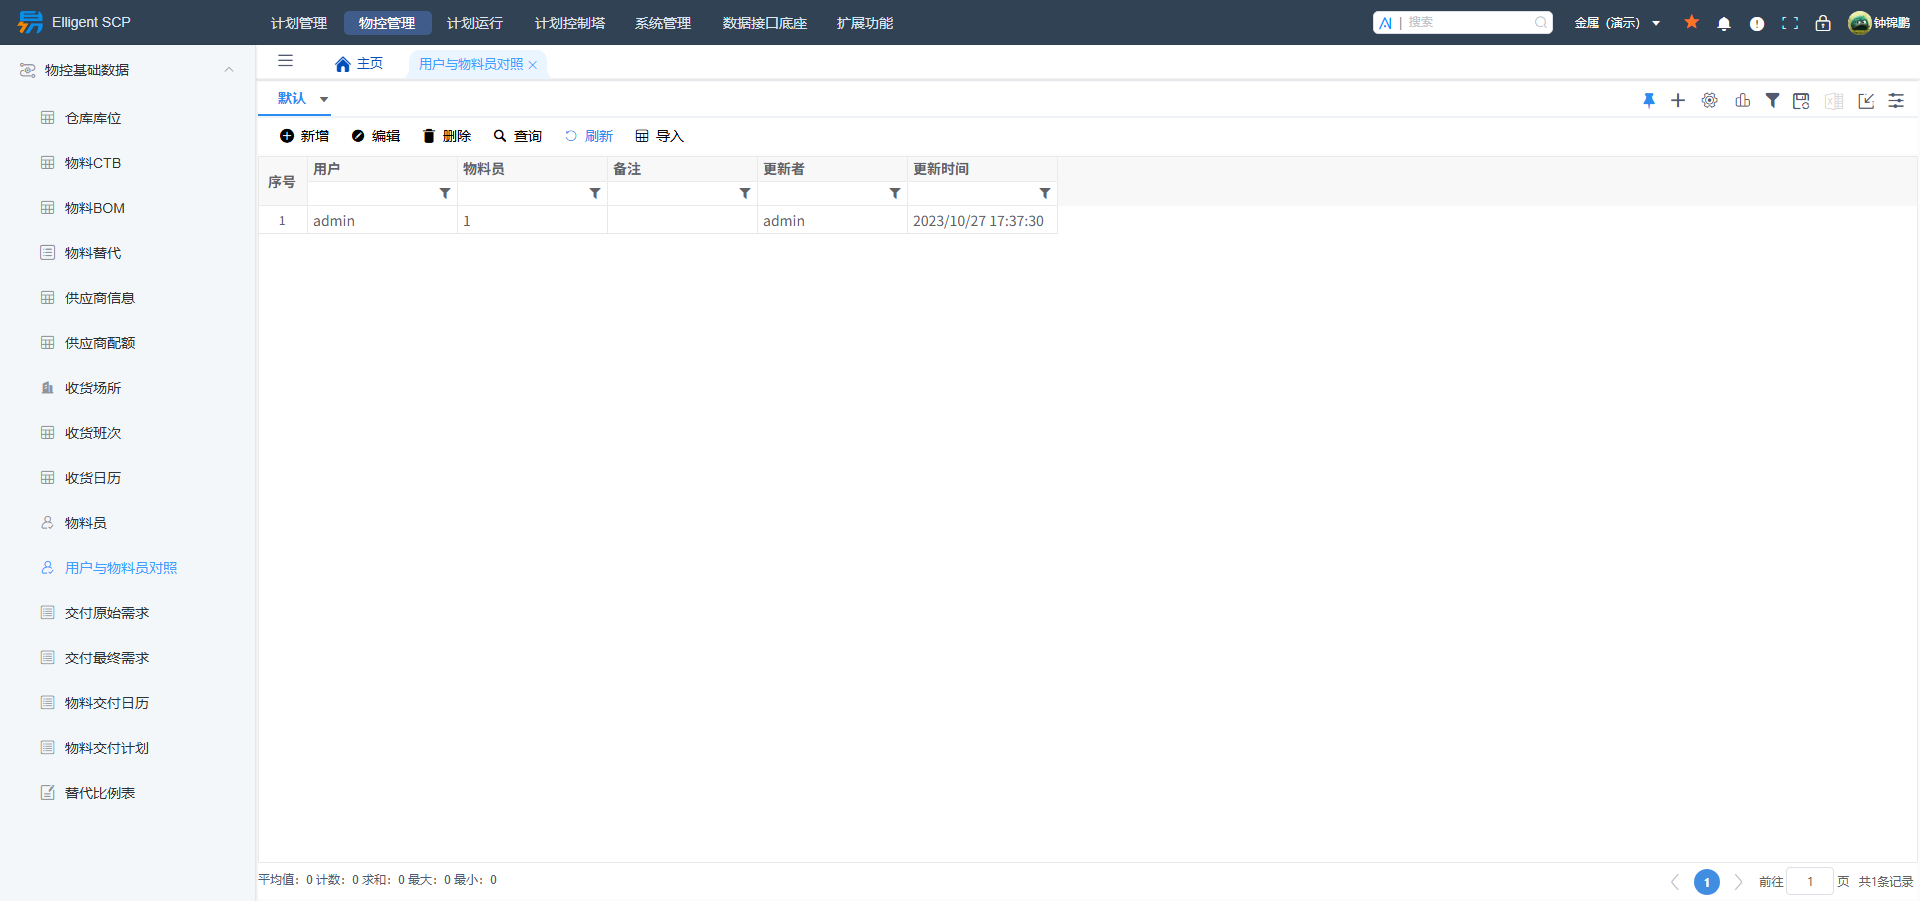 Elligent SCP
计划管理 物控管理 计划运行 计划控制塔 系统管理 数据接口底座 扩展功能
AI | 搜索
金属（演示）
钟锦鹏
物控基础数据
仓库库位
物料CTB
物料BOM
物料替代
供应商信息
供应商配额
收货场所
收货班次
收货日历
物料员
用户与物料员对照
交付原始需求
交付最终需求
物料交付日历
物料交付计划
替代比例表
主页 用户与物料员对照
默认
新增 编辑 删除 查询 刷新 导入
序号 用户 物料员 备注 更新者 更新时间
1 admin 1 admin 2023/10/27 17:37:30
平均值：0 计数：0 求和：0 最大：0 最小：0
1 前往 1 页 共1条记录